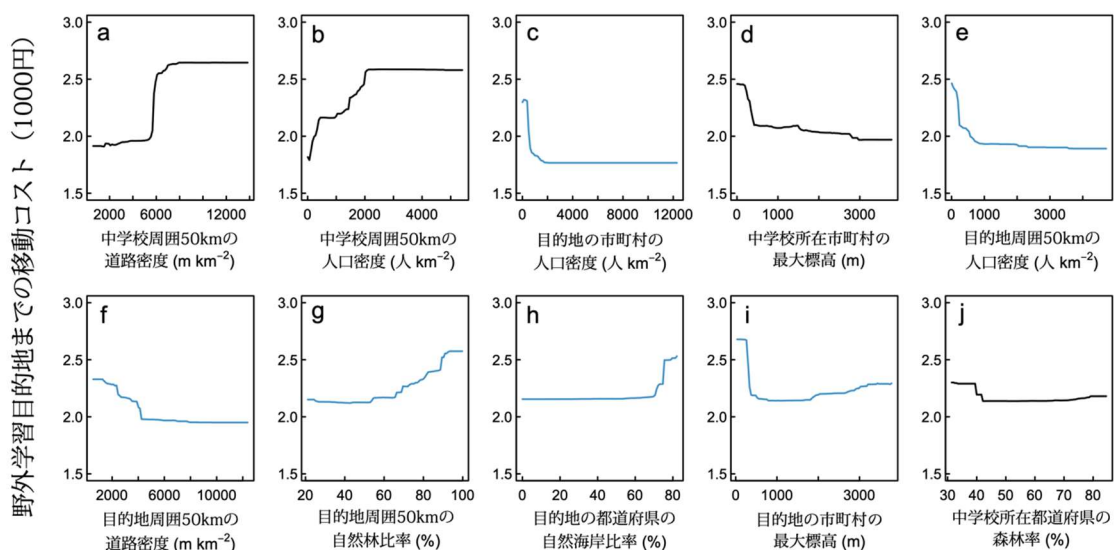 野外学習目的地までの移動コスト（1000円）
a
3.0
2.5
2.0
1.5
2000 6000 12000
中学校周囲50kmの
道路密度 (m km⁻²)
b
3.0
2.5
2.0
1.5
0 2000 4000
中学校周囲50kmの
人口密度 (人 km⁻²)
c
3.0
2.5
2.0
1.5
0 4000 8000 12000
目的地の市町村の
人口密度 (人 km⁻²)
d
3.0
2.5
2.0
1.5
0 1000 3000
中学校所在市町村の
最大標高 (m)
e
3.0
2.5
2.0
1.5
0 1000 3000
目的地周囲50kmの
人口密度 (人 km⁻²)
f
3.0
2.5
2.0
1.5
2000 6000 12000
目的地周囲50kmの
道路密度 (m km⁻²)
g
3.0
2.5
2.0
1.5
20 40 60 80 100
目的地周囲50kmの
自然林比率 (%)
h
3.0
2.5
2.0
1.5
0 20 40 60 80
目的地の都道府県の
自然海岸比率 (%)
i
3.0
2.5
2.0
1.5
0 1000 3000
目的地の市町村の
最大標高 (m)
j
3.0
2.5
2.0
1.5
30 40 50 60 70 80
中学校所在都道府県の
森林率 (%)